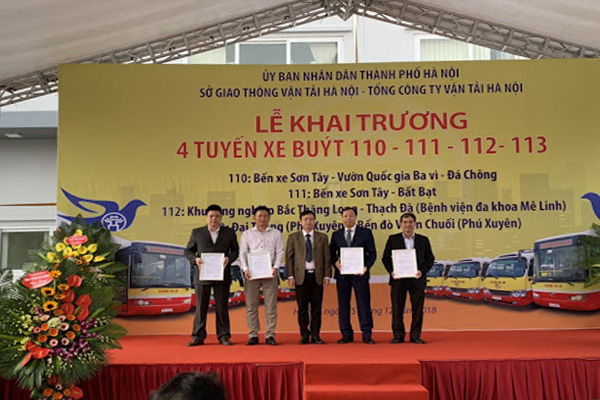 ỦY BAN NHÂN DÂN THÀNH PHỐ HÀ NỘI
SỞ GIAO THÔNG VẬN TẢI HÀ NỘI - TỔNG CÔNG TY VẬN TẢI HÀ NỘI
LỄ KHAI TRƯƠNG
4 TUYẾN XE BUÝT 110 - 111 - 112- 113
110: Bến xe Sơn Tây - Vườn Quốc gia Ba vì - Đá Chông
111: Bến xe Sơn Tây - Bất Bạt
112: Khu công nghiệp Bắc Thăng Long - Thạch Đà (Bệnh viện đa khoa Mê Linh)
Đại Xuyên) Bến đò Chuối (Phú Xuyên)
12 2018